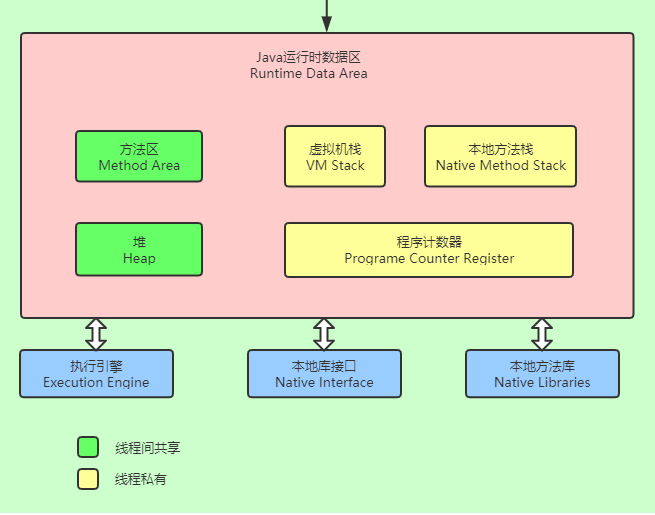 Java运行时数据区
Runtime Data Area
方法区
Method Area
虚拟机栈
VM Stack
本地方法栈
Native Method Stack
堆
Heap
程序计数器
Programe Counter Register
执行引擎
Execution Engine
本地库接口
Native Interface
本地方法库
Native Libraries
线程间共享
线程私有